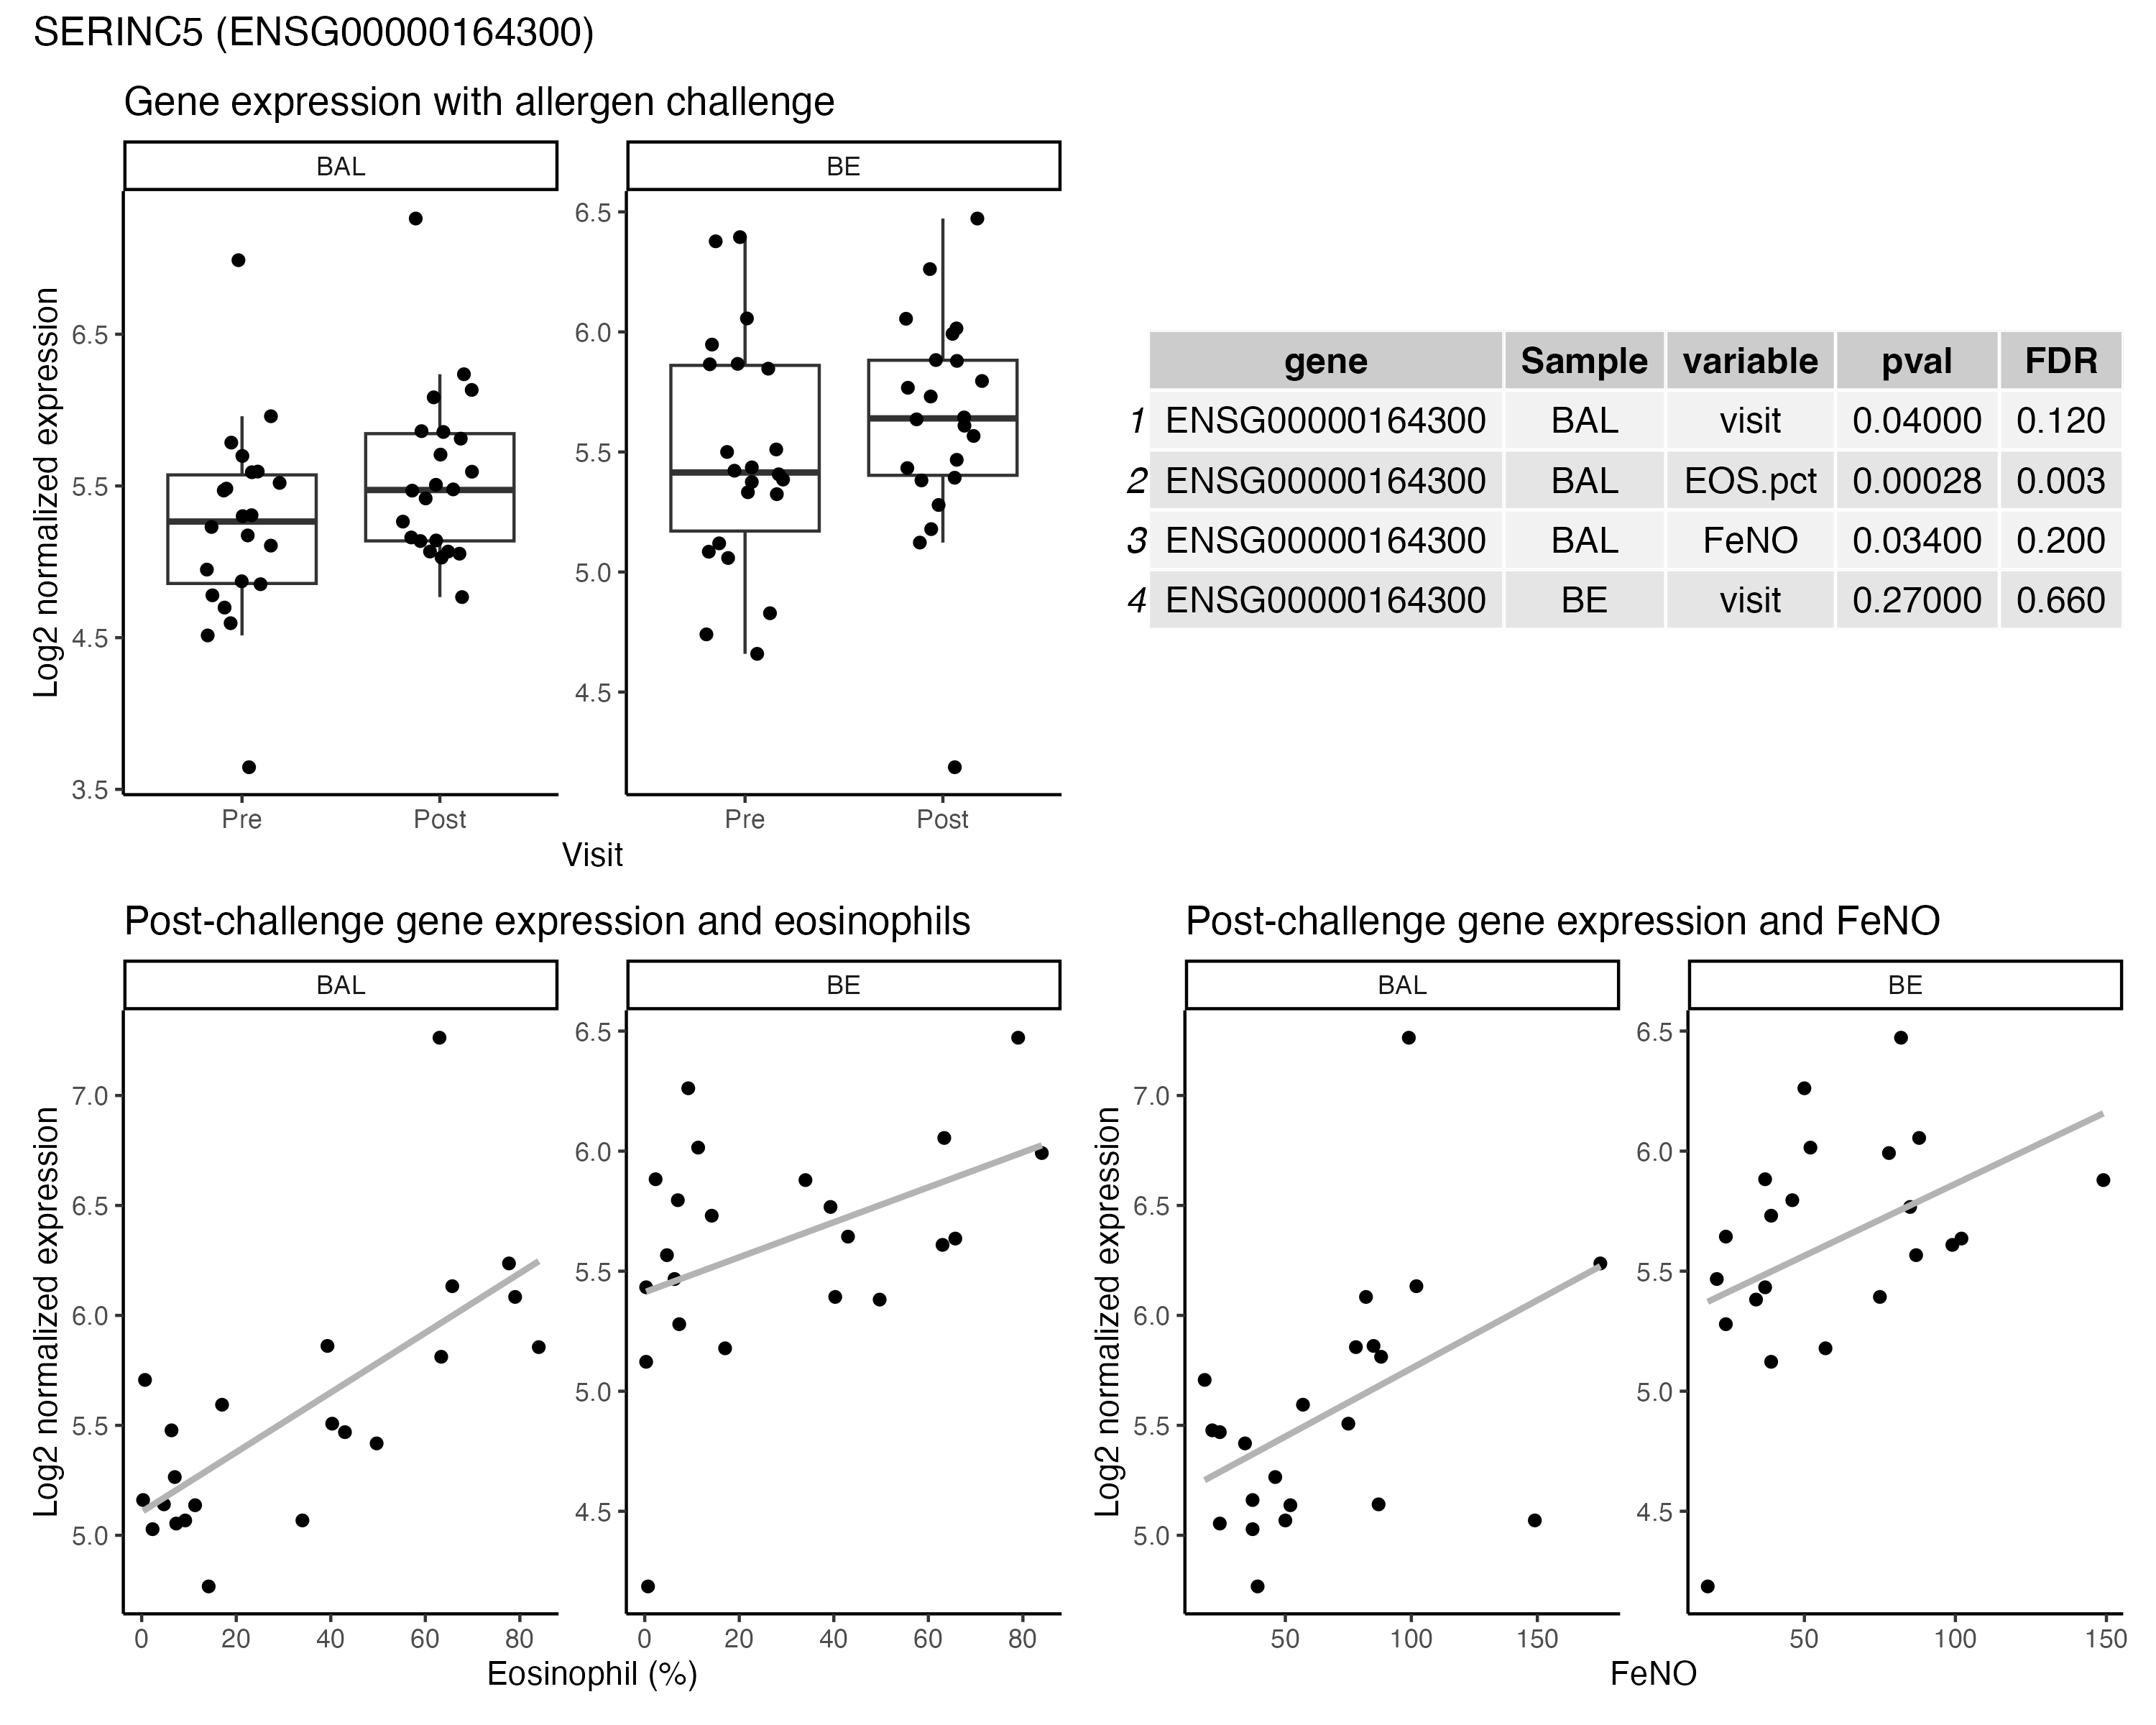 SERINC5 (ENSG00000164300)
Gene expression with allergen challenge
BAL
BE
Log2 normalized expression
6.5
5.5
4.5
3.5
6.5
6.0
5.5
5.0
4.5
Pre
Post
Pre
Post
Visit
gene Sample variable pval FDR
1 ENSG00000164300 BAL visit 0.04000 0.120
2 ENSG00000164300 BAL EOS.pct 0.00028 0.003
3 ENSG00000164300 BAL FeNO 0.03400 0.200
4 ENSG00000164300 BE visit 0.27000 0.660
Post-challenge gene expression and eosinophils
BAL
BE
Log2 normalized expression
7.0
6.5
6.0
5.5
5.0
6.5
6.0
5.5
5.0
4.5
0 20 40 60 80
0 20 40 60 80
Eosinophil (%)
Post-challenge gene expression and FeNO
BAL
BE
Log2 normalized expression
7.0
6.5
6.0
5.5
5.0
6.5
6.0
5.5
5.0
4.5
50 100 150
50 100 150
FeNO